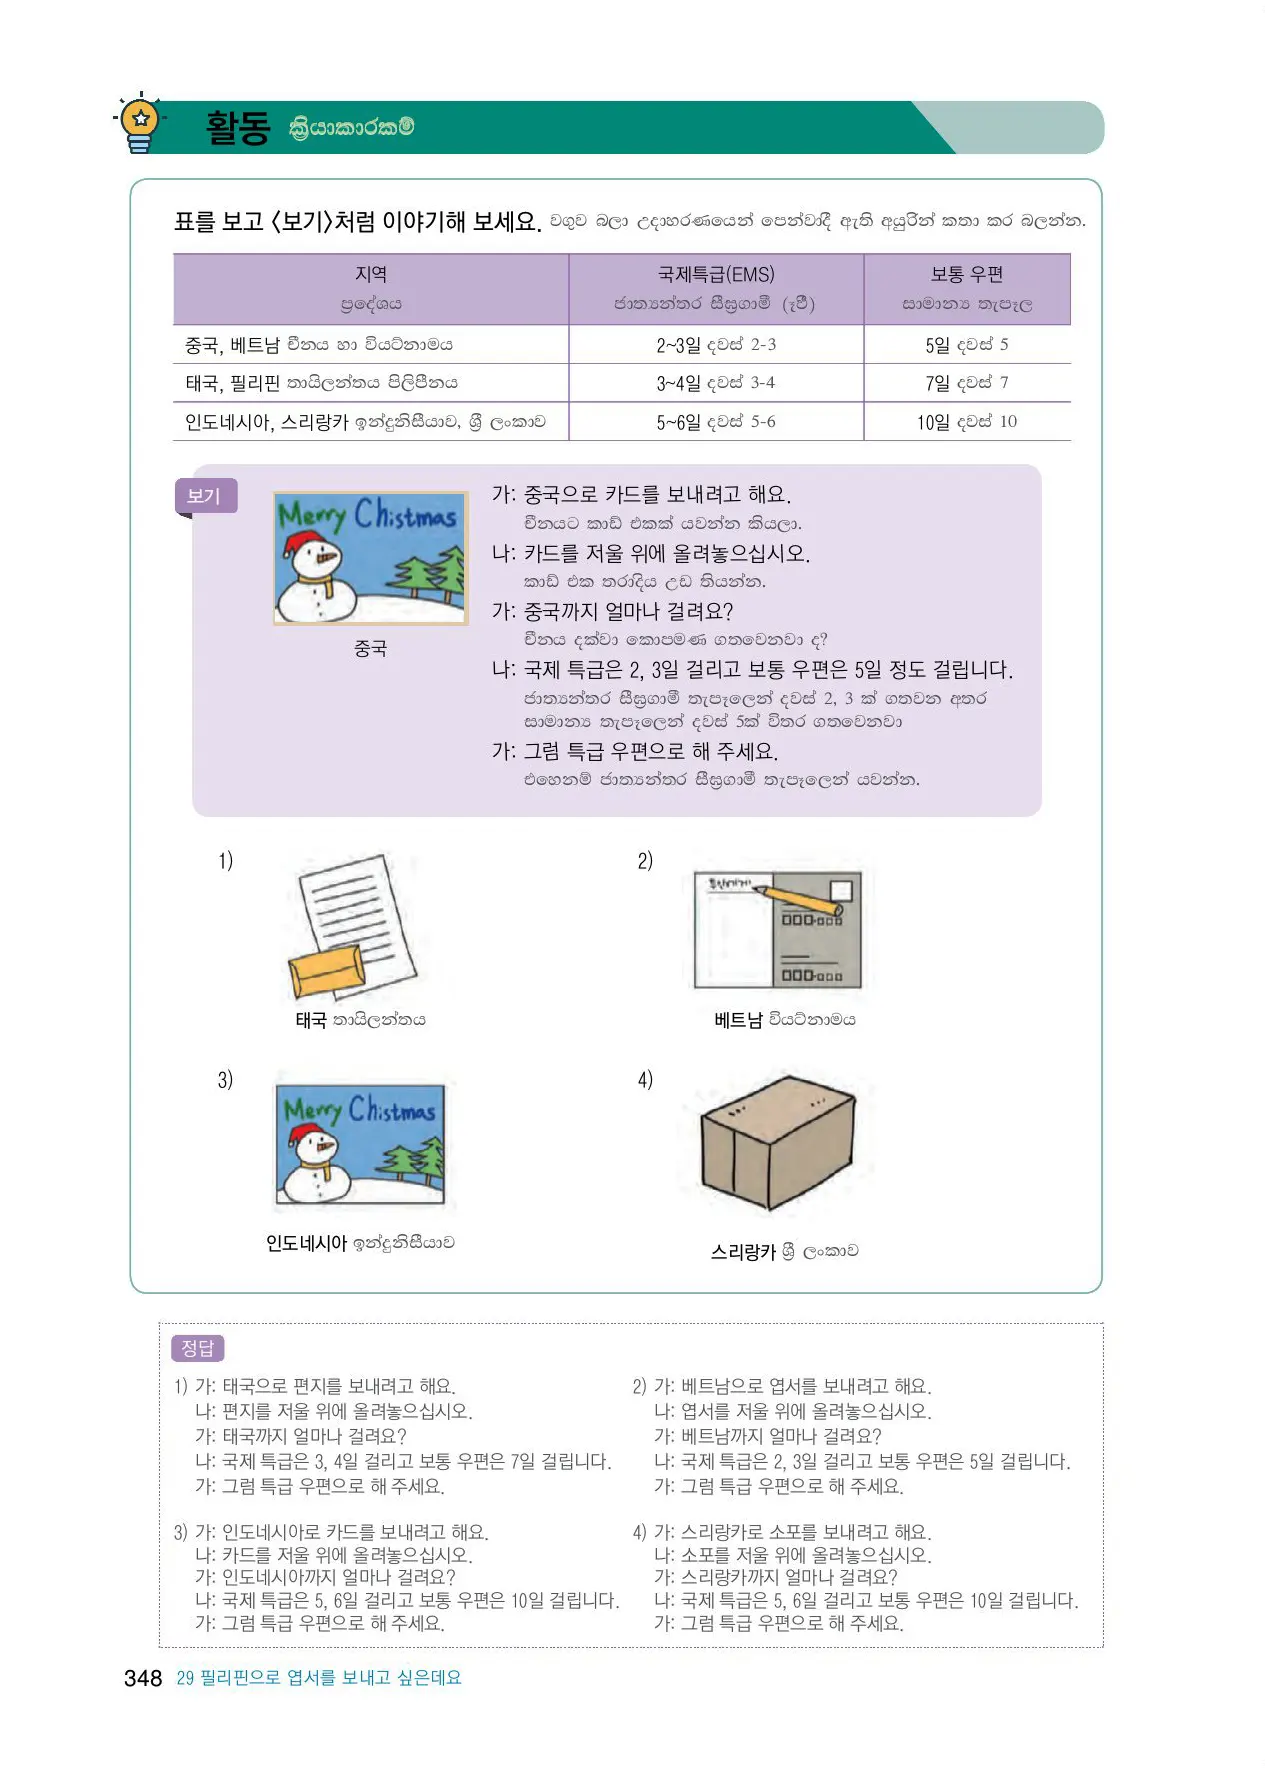 활동 ක්‍රියාකාරකම්
표를 보고 〈보기〉처럼 이야기해 보세요. වගුව බලා උදාහරණයෙන් පෙන්වාදී ඇති අයුරින් කතා කර බලන්න.
지역 국제특급(EMS) 보통 우편
ප්‍රදේශය ජාත්‍යන්තර සීඝ්‍රගාමී (ෑපී) සාමාන්‍ය තැපෑල
중국, 베트남 චීනය හා වියට්නාමය 2~3일 දවස් 2-3 5일 දවස් 5
태국, 필리핀 තායිලන්තය පිලිපීනය 3~4일 දවස් 3-4 7일 දවස් 7
인도네시아, 스리랑카 ඉන්දුනිසීයාව, ශ්‍රී ලංකාව 5~6일 දවස් 5-6 10일 දවස් 10
보기
Merry Chistmas
중국
가: 중국으로 카드를 보내려고 해요.
චීනයට කාඩ් එකක් යවන්න කියලා.
나: 카드를 저울 위에 올려놓으십시오.
කාඩ් එක තරාදිය උඩ තියන්න.
가: 중국까지 얼마나 걸려요?
චීනය දක්වා කොපමණ ගතවෙනවා ද?
나: 국제 특급은 2, 3일 걸리고 보통 우편은 5일 정도 걸립니다.
ජාත්‍යන්තර සීඝ්‍රගාමී තැපෑලෙන් දවස් 2, 3 ක් ගතවන අතර
සාමාන්‍ය තැපෑලෙන් දවස් 5ක් විතර ගතවෙනවා
가: 그럼 특급 우편으로 해 주세요.
එහෙනම් ජාත්‍යන්තර සීඝ්‍රගාමී තැපෑලෙන් යවන්න.
1)
태국 තායිලන්තය
2)
베트남 වියට්නාමය
3)
Merry Chistmas
인도네시아 ඉන්දුනිසීයාව
4)
스리랑카 ශ්‍රී ලංකාව
정답
1) 가: 태국으로 편지를 보내려고 해요.
나: 편지를 저울 위에 올려놓으십시오.
가: 태국까지 얼마나 걸려요?
나: 국제 특급은 3, 4일 걸리고 보통 우편은 7일 걸립니다.
가: 그럼 특급 우편으로 해 주세요.
2) 가: 베트남으로 엽서를 보내려고 해요.
나: 엽서를 저울 위에 올려놓으십시오.
가: 베트남까지 얼마나 걸려요?
나: 국제 특급은 2, 3일 걸리고 보통 우편은 5일 걸립니다.
가: 그럼 특급 우편으로 해 주세요.
3) 가: 인도네시아로 카드를 보내려고 해요.
나: 카드를 저울 위에 올려놓으십시오.
가: 인도네시아까지 얼마나 걸려요?
나: 국제 특급은 5, 6일 걸리고 보통 우편은 10일 걸립니다.
가: 그럼 특급 우편으로 해 주세요.
4) 가: 스리랑카로 소포를 보내려고 해요.
나: 소포를 저울 위에 올려놓으십시오.
가: 스리랑카까지 얼마나 걸려요?
나: 국제 특급은 5, 6일 걸리고 보통 우편은 10일 걸립니다.
가: 그럼 특급 우편으로 해 주세요.
348 29 필리핀으로 엽서를 보내고 싶은데요